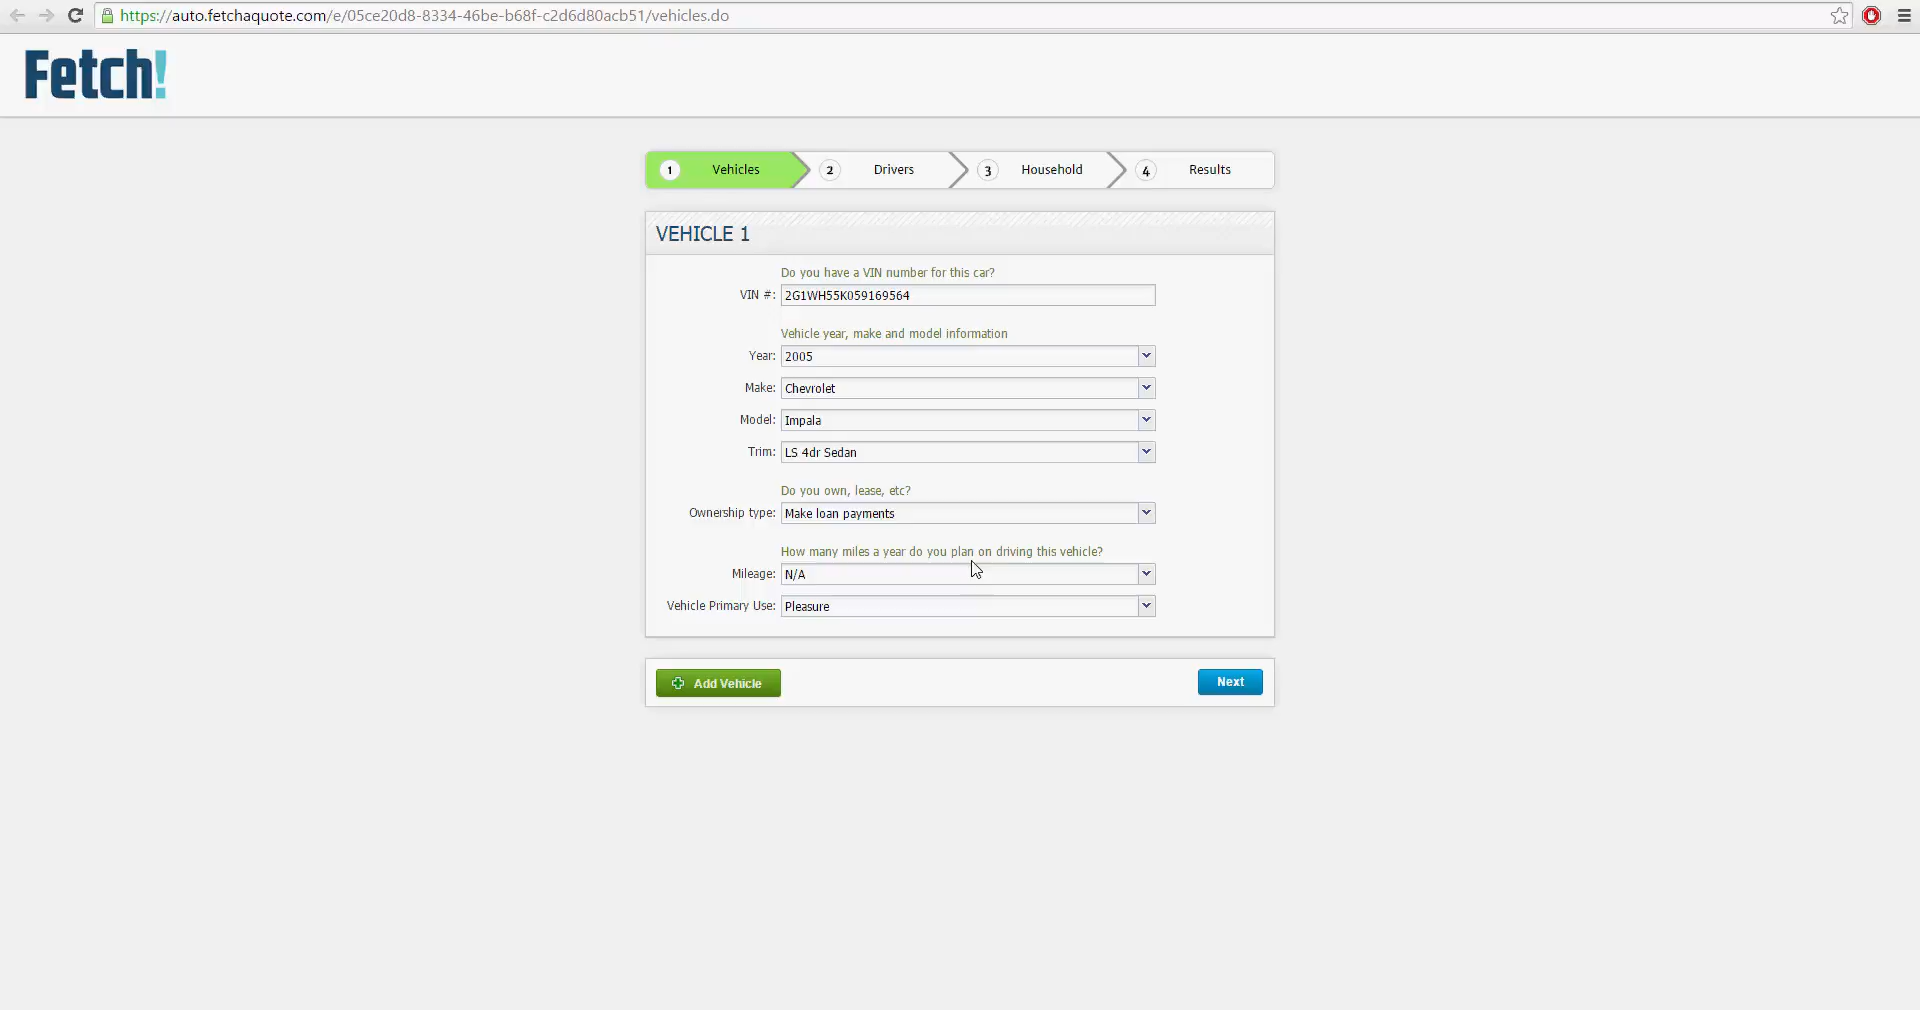 https://auto.fetchaquote.com/e/05ce20d8-8334-46be-b68f-c2d6d80acb51/vehicles.do
Fetch!
1 Vehicles 2 Drivers 3 Household 4 Results
VEHICLE 1
Do you have a VIN number for this car?
VIN #: 2G1WH55K059169564
Vehicle year, make and model information
Year: 2005
Make: Chevrolet
Model: Impala
Trim: LS 4dr Sedan
Do you own, lease, etc?
Ownership type: Make loan payments
How many miles a year do you plan on driving this vehicle?
Mileage: N/A
Vehicle Primary Use: Pleasure
Add Vehicle Next